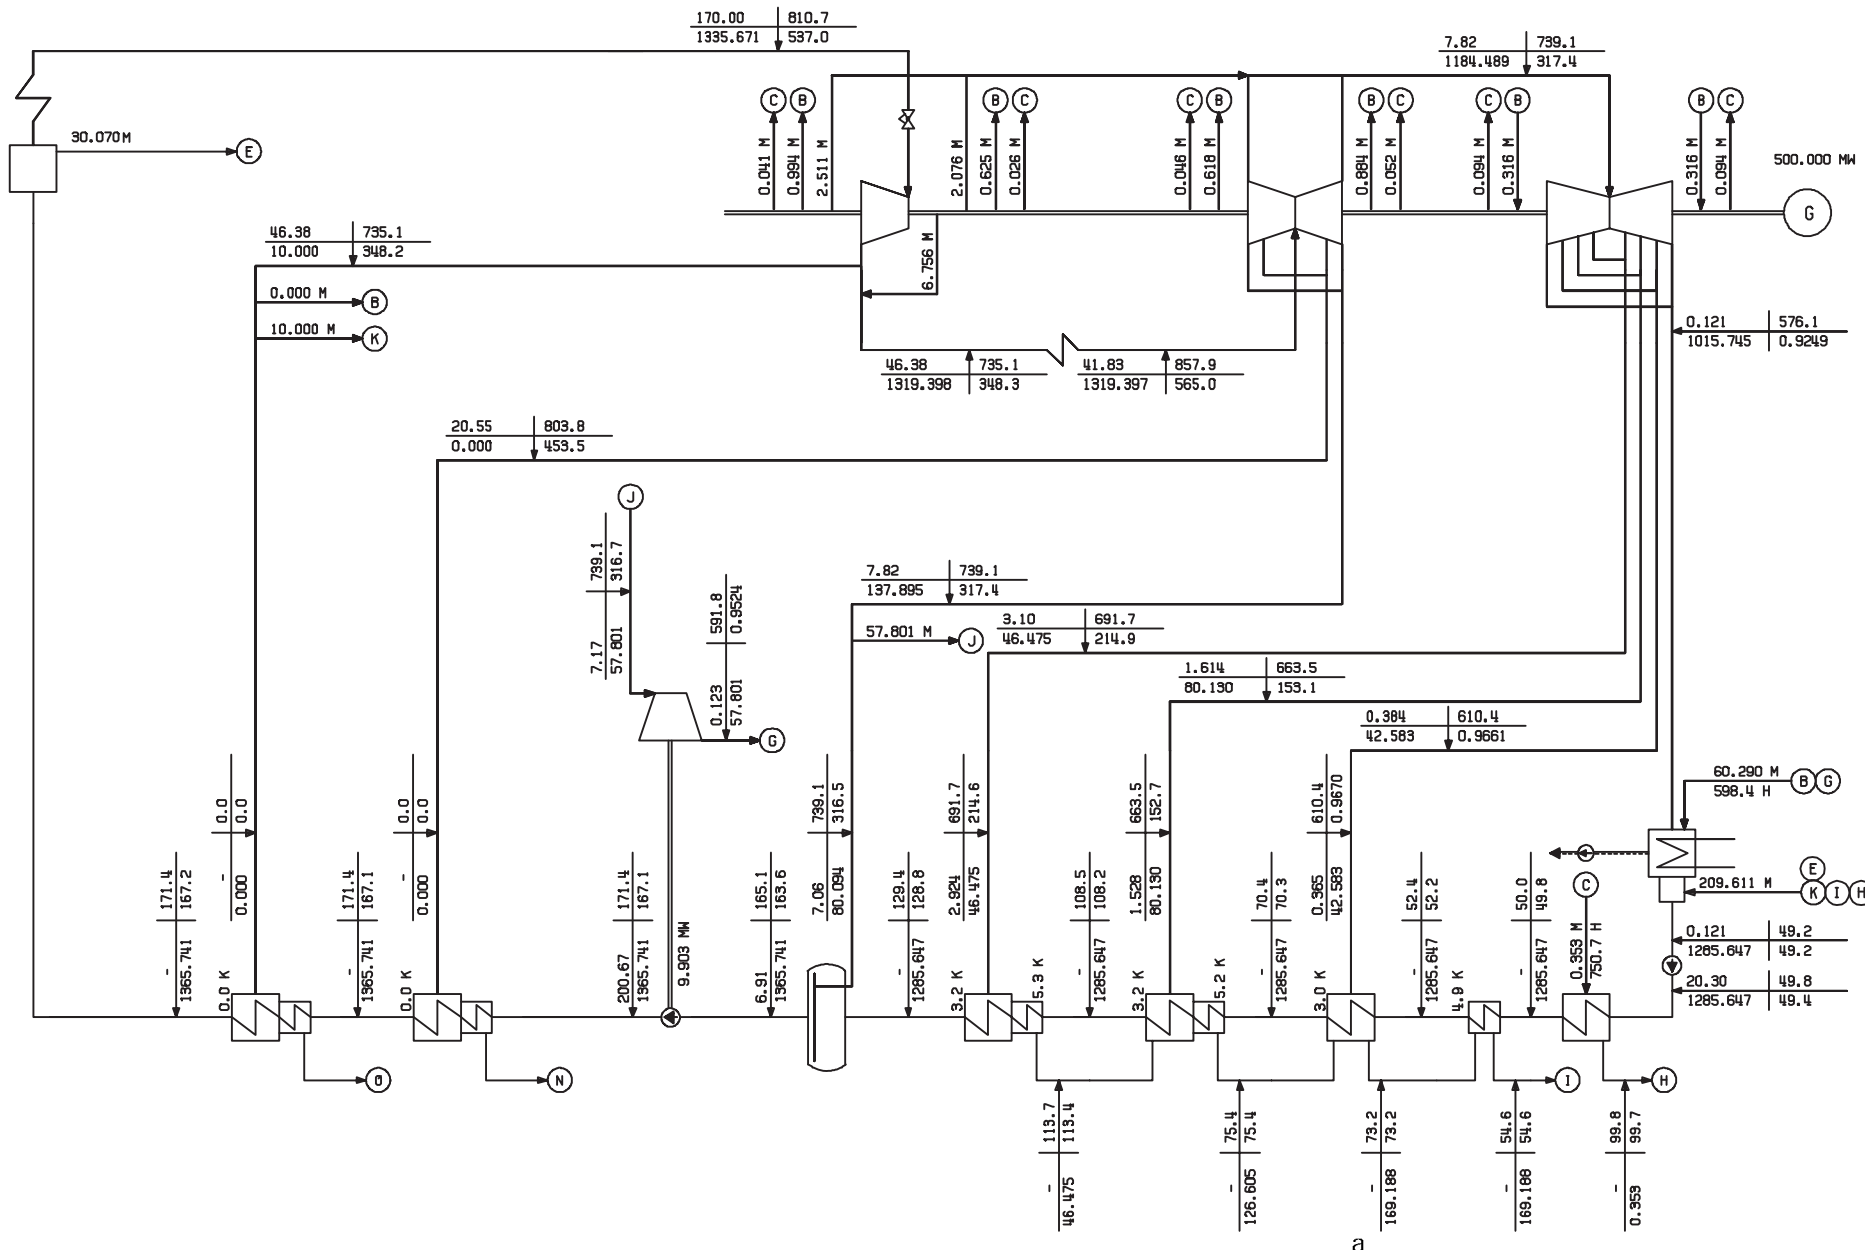 170.00 810.7
1335.671 537.0
7.82 739.1
1184.489 317.4
C B B C C B B C C B B C
30.070M E
0.041 M
0.994 M
2.511 M
2.076 M
0.625 M
0.026 M
0.046 M
0.618 M
0.884 M
0.052 M
0.094 M
0.316 M
0.316 M
0.094 M
500.000 MW
G
46.38 735.1
10.000 348.2
6.756 M
0.000 M B
10.000 M K
0.121 576.1
1015.745 0.9249
46.38 735.1
1319.398 348.3
41.83 857.9
1319.397 565.0
20.55 803.8
0.000 453.5
J
739.1
316.7
7.17
57.801
591.8
0.9524
0.123
57.801
G
7.82 739.1
137.895 317.4
57.801 M J
3.10 691.7
46.475 214.9
1.614 663.5
80.130 153.1
0.384 610.4
42.583 0.9661
60.290 M B G
598.4 H
E
209.611 M K I H
C
0.353 M
750.7 H
0.121 49.2
1285.647 49.2
20.30 49.8
1285.647 49.4
171.4
167.2
-
1365.741
0.0
0.0
-
0.000
0.0 K
171.4
167.1
-
1365.741
0.0
0.0
-
0.000
0.0 K
171.4
167.1
200.67
1365.741
9.903 MW
165.1
163.6
6.91
1365.741
739.1
316.5
7.06
80.094
129.4
128.8
-
1285.647
691.7
214.6
2.924
46.475
3.2 K
5.3 K
108.5
108.2
-
1285.647
663.5
152.7
1.528
80.130
3.2 K
5.2 K
70.4
70.3
-
1285.647
610.4
0.9670
0.365
42.583
3.0 K
52.4
52.2
-
1285.647
4.9 K
50.0
49.8
-
1285.647
O
N
I
H
113.7
113.4
-
46.475
75.4
75.4
-
126.605
73.2
73.2
-
169.188
54.6
54.6
-
169.188
99.8
99.7
-
0.353
a